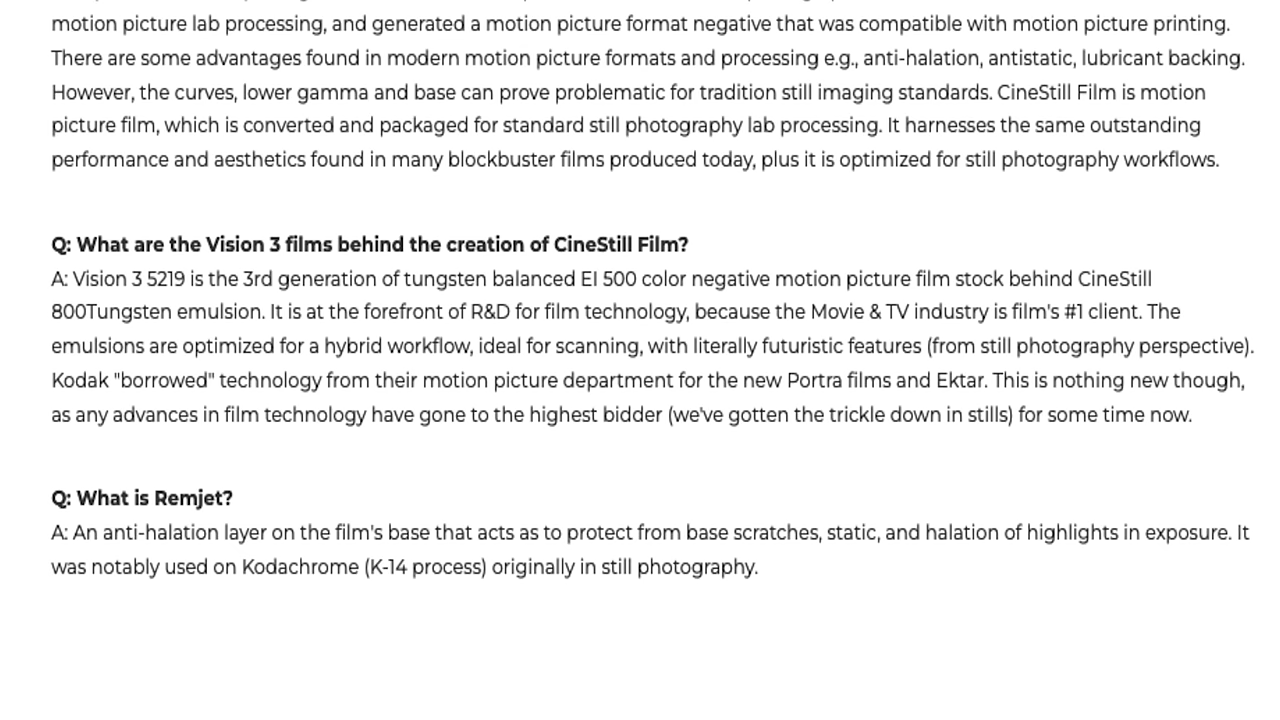 motion picture lab processing, and generated a motion picture format negative that was compatible with motion picture printing.
There are some advantages found in modern motion picture formats and processing e.g., anti-halation, antistatic, lubricant backing.
However, the curves, lower gamma and base can prove problematic for tradition still imaging standards. CineStill Film is motion
picture film, which is converted and packaged for standard still photography lab processing. It harnesses the same outstanding
performance and aesthetics found in many blockbuster films produced today, plus it is optimized for still photography workflows.
Q: What are the Vision 3 films behind the creation of CineStill Film?
A: Vision 3 5219 is the 3rd generation of tungsten balanced EI 500 color negative motion picture film stock behind CineStill
800Tungsten emulsion. It is at the forefront of R&D for film technology, because the Movie & TV industry is film's #1 client. The
emulsions are optimized for a hybrid workflow, ideal for scanning, with literally futuristic features (from still photography perspective).
Kodak "borrowed" technology from their motion picture department for the new Portra films and Ektar. This is nothing new though,
as any advances in film technology have gone to the highest bidder (we've gotten the trickle down in stills) for some time now.
Q: What is Remjet?
A: An anti-halation layer on the film's base that acts as to protect from base scratches, static, and halation of highlights in exposure. It
was notably used on Kodachrome (K-14 process) originally in still photography.